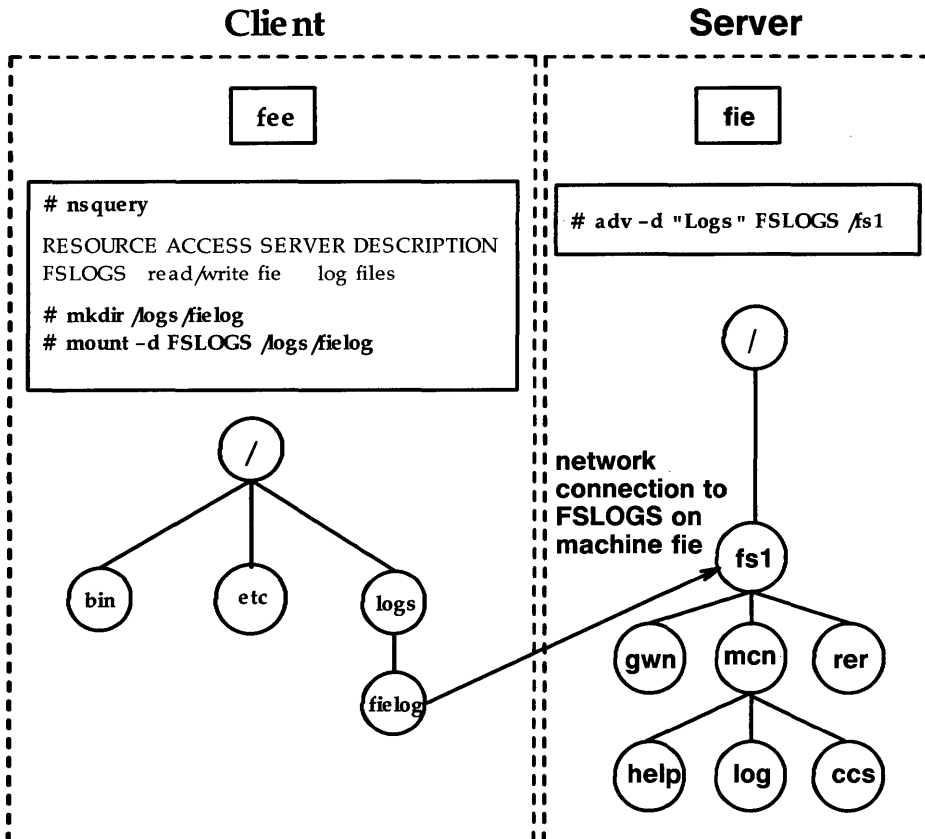 Client
Server
fee
fie
# nsquery
RESOURCE ACCESS SERVER DESCRIPTION
FSLOGS read/write fie log files
# mkdir /logs/fielog
# mount -d FSLOGS /logs/fielog
# adv -d "Logs" FSLOGS /fs1
/
/
network
connection to
FSLOGS on
machine fie
fs1
bin
etc
logs
gwn
mcn
rer
fielog
help
log
ccs